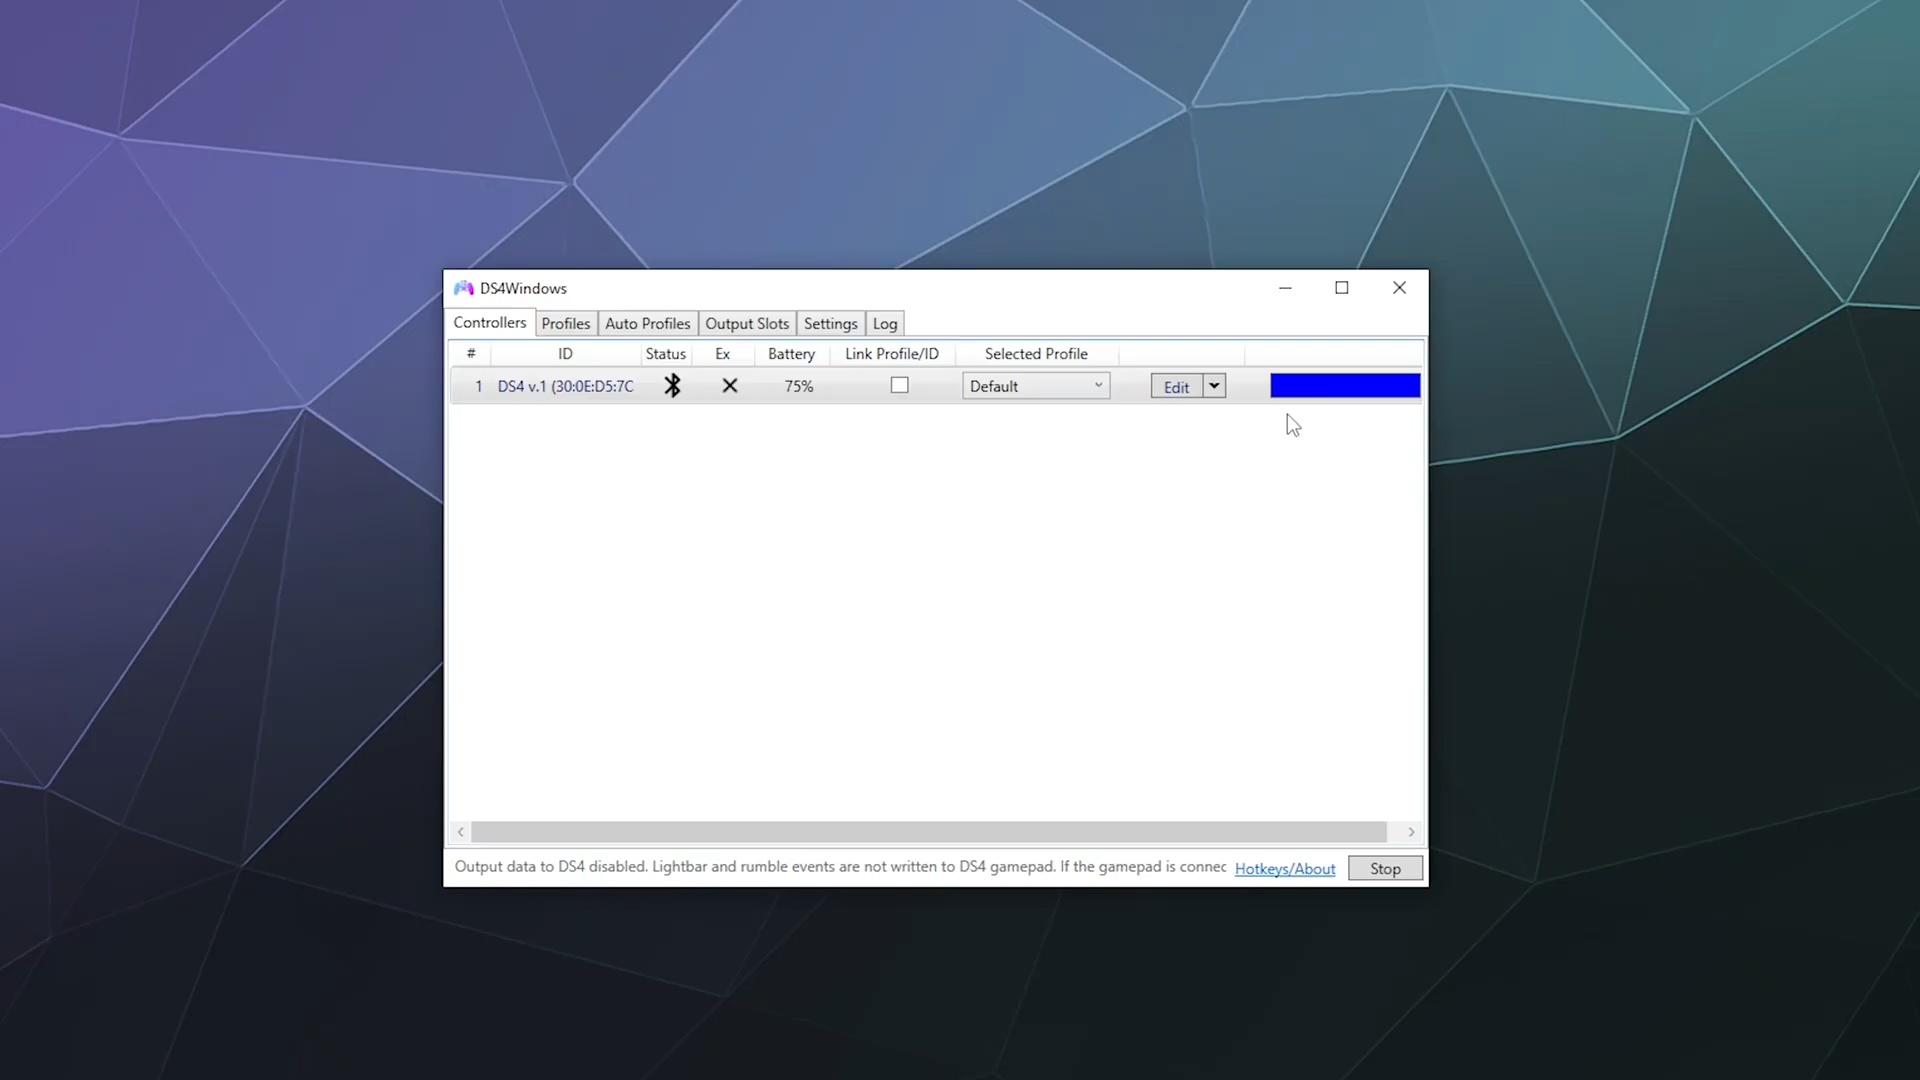 DS4Windows
Controllers Profiles Auto Profiles Output Slots Settings Log
# ID Status Ex Battery Link Profile/ID Selected Profile
1 DS4 v.1 (30:0E:D5:7C 75% Default Edit
Output data to DS4 disabled. Lightbar and rumble events are not written to DS4 gamepad. If the gamepad is connec Hotkeys/About Stop